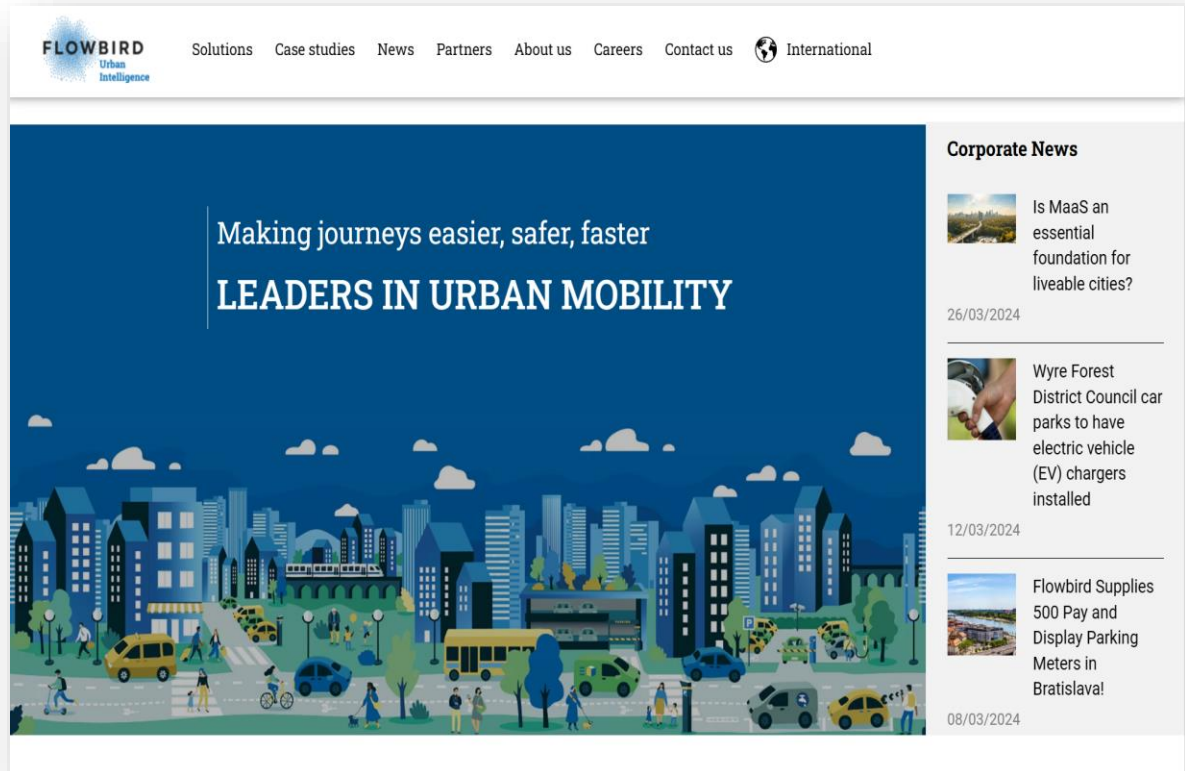 FLOWBIRD
Urban
Intelligence
Solutions Case studies News Partners About us Careers Contact us International
Making journeys easier, safer, faster
LEADERS IN URBAN MOBILITY
P
Corporate News
Is MaaS an
essential
foundation for
liveable cities?
26/03/2024
Wyre Forest
District Council car
parks to have
electric vehicle
(EV) chargers
installed
12/03/2024
Flowbird Supplies
500 Pay and
Display Parking
Meters in
Bratislava!
08/03/2024